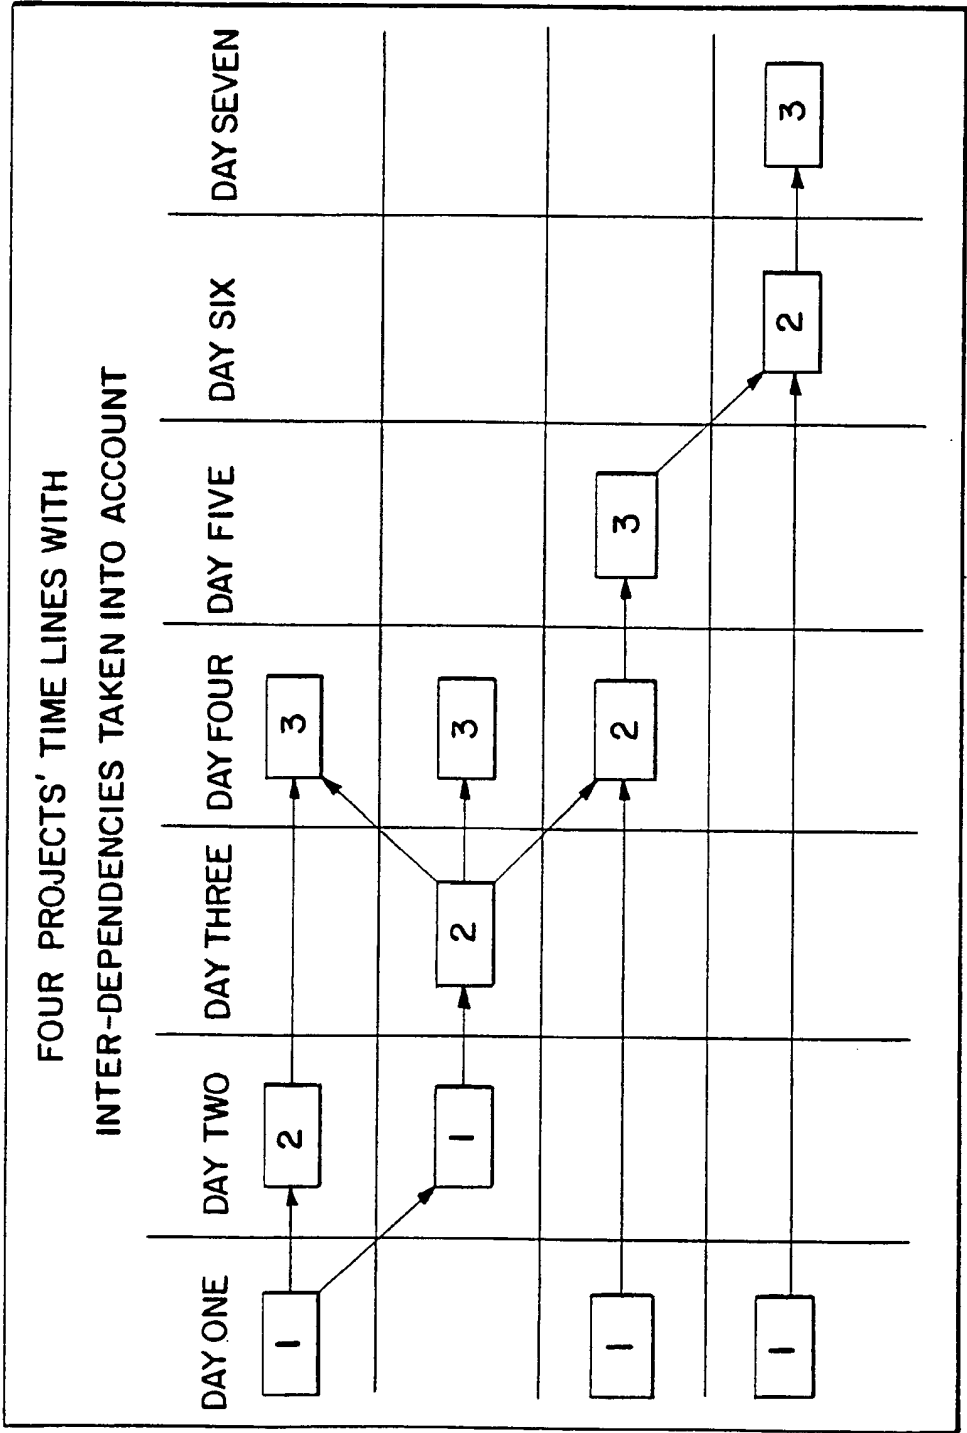 FOUR PROJECTS' TIME LINES WITH
INTER-DEPENDENCIES TAKEN INTO ACCOUNT
DAY ONE DAY TWO DAY THREE DAY FOUR DAY FIVE DAY SIX DAY SEVEN
1 2 3
1 2 3
1 2 3
1 2 3